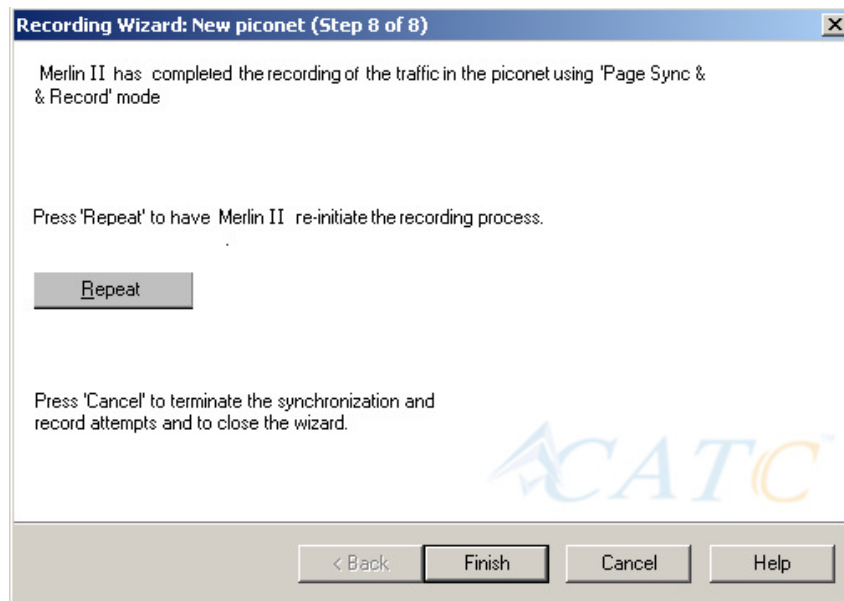 Recording Wizard: New piconet (Step 8 of 8)
Merlin II has completed the recording of the traffic in the piconet using 'Page Sync &
& Record' mode
Press 'Repeat' to have Merlin II re-initiate the recording process.
.
Repeat
Press 'Cancel' to terminate the synchronization and
record attempts and to close the wizard.
CATC™
< Back
Finish
Cancel
Help